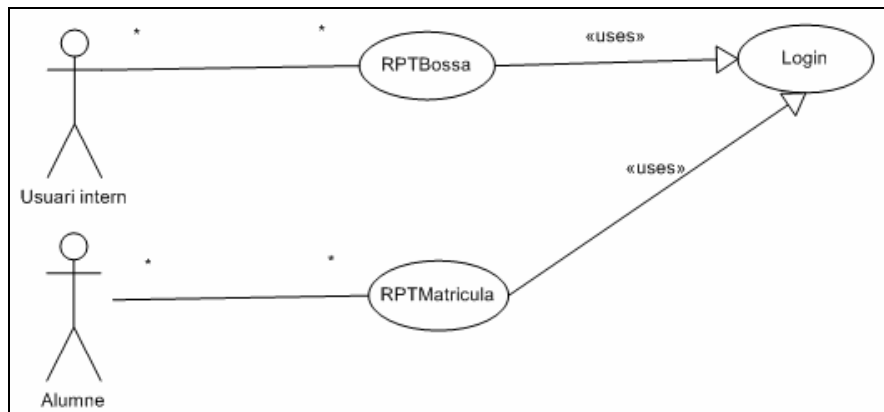 * *
«uses»
RPTBossa
Login
Usuari intern
«uses»
* *
RPTMatricula
Alumne